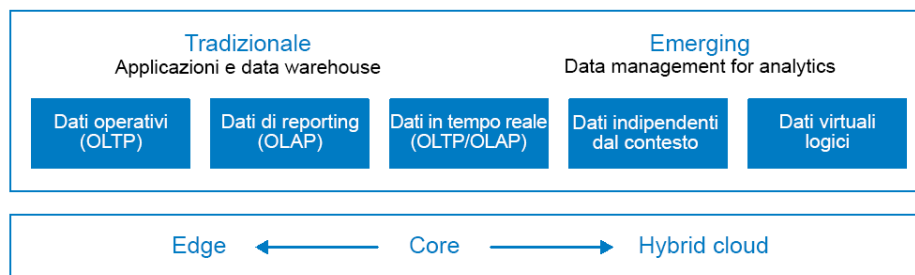 Tradizionale
Applicazioni e data warehouse
Emerging
Data management for analytics
Dati operativi
(OLTP)
Dati di reporting
(OLAP)
Dati in tempo reale
(OLTP/OLAP)
Dati indipendenti
dal contesto
Dati virtuali
logici
Edge
Core
Hybrid cloud